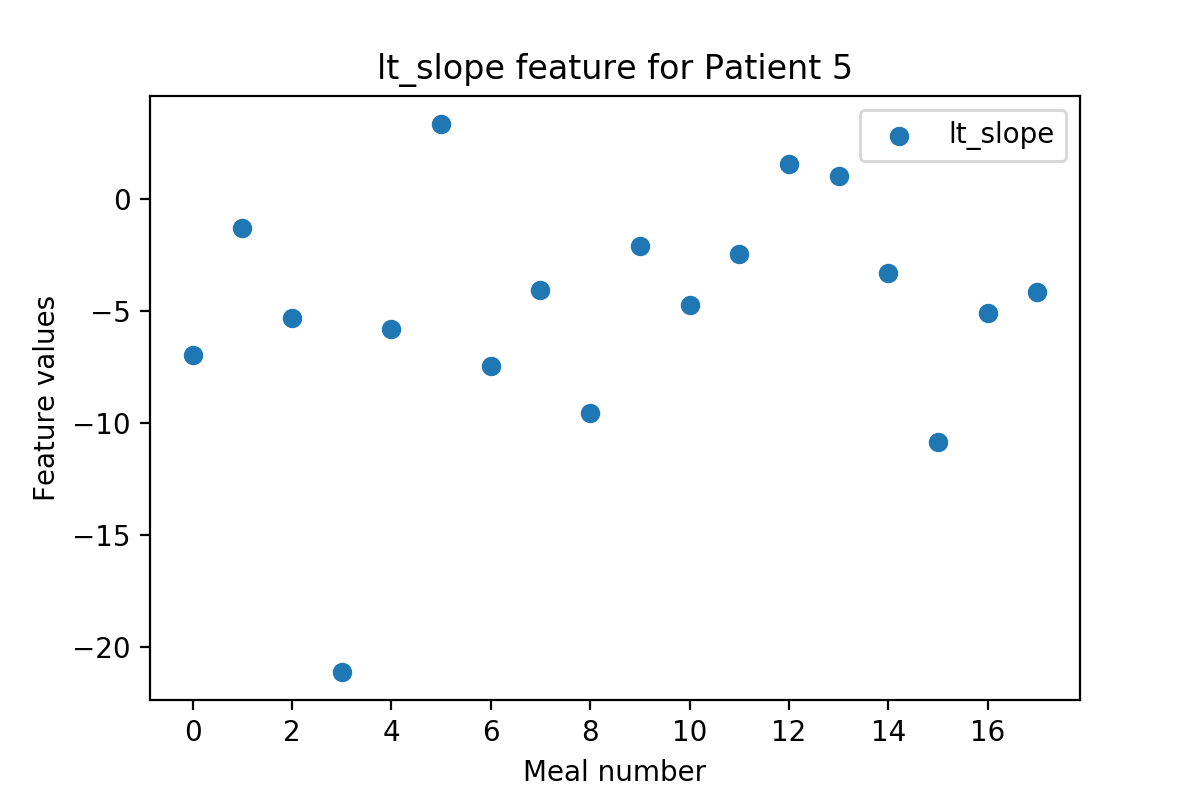 lt_slope feature for Patient 5
lt_slope
0
−5
−10
−15
−20
Feature values
0 2 4 6 8 10 12 14 16
Meal number